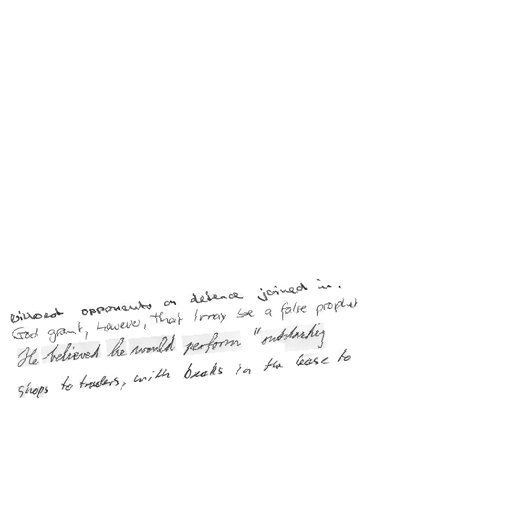 opponents on defence joined in.
God grant, however, that I may be a false prophet
He believed he would perform "outstanding
shops to traders, with breaks in the lease to